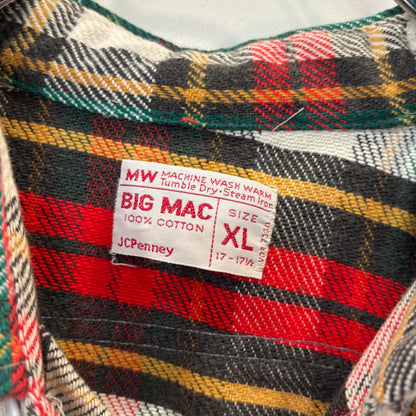 MW MACHINE WASH WARM
Tumble Dry·Steam Iron
BIG MAC
100% COTTON
JCPenney
SIZE
XL
17-17½